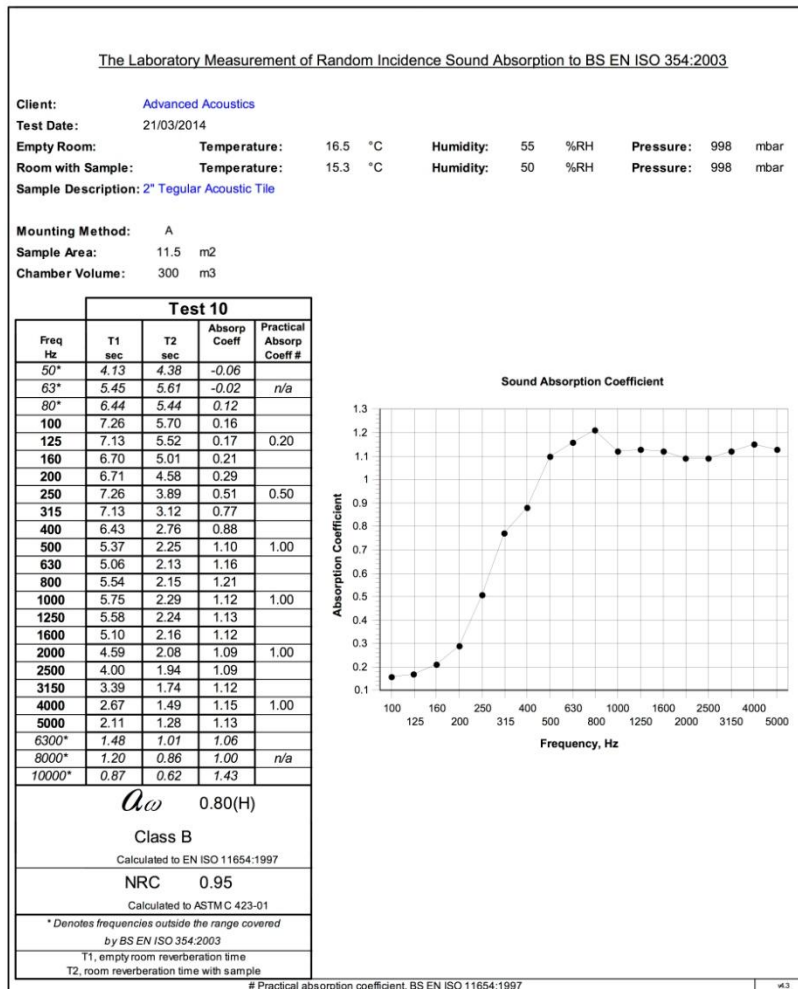 The Laboratory Measurement of Random Incidence Sound Absorption to BS EN ISO 354:2003
Client: Advanced Acoustics
Test Date: 21/03/2014
Empty Room: Temperature: 16.5 °C Humidity: 55 %RH Pressure: 998 mbar
Room with Sample: Temperature: 15.3 °C Humidity: 50 %RH Pressure: 998 mbar
Sample Description: 2" Tegular Acoustic Tile
Mounting Method: A
Sample Area: 11.5 m2
Chamber Volume: 300 m3
Test 10
Freq Hz T1 sec T2 sec Absorp Coeff Practical Absorp Coeff #
50* 4.13 4.38 -0.06
63* 5.45 5.61 -0.02 n/a
80* 6.44 5.44 0.12
100 7.26 5.70 0.16
125 7.13 5.52 0.17 0.20
160 6.70 5.01 0.21
200 6.71 4.58 0.29
250 7.26 3.89 0.51 0.50
315 7.13 3.12 0.77
400 6.43 2.76 0.88
500 5.37 2.25 1.10 1.00
630 5.06 2.13 1.16
800 5.54 2.15 1.21
1000 5.75 2.29 1.12 1.00
1250 5.58 2.24 1.13
1600 5.10 2.16 1.12
2000 4.59 2.08 1.09 1.00
2500 4.00 1.94 1.09
3150 3.39 1.74 1.12
4000 2.67 1.49 1.15 1.00
5000 2.11 1.28 1.13
6300* 1.48 1.01 1.06
8000* 1.20 0.86 1.00 n/a
10000* 0.87 0.62 1.43
αω 0.80(H)
Class B
Calculated to EN ISO 11654:1997
NRC 0.95
Calculated to ASTM C 423-01
* Denotes frequencies outside the range covered
by BS EN ISO 354:2003
T1, empty room reverberation time
T2, room reverberation time with sample
Sound Absorption Coefficient
Absorption Coefficient
1.3
1.2
1.1
1
0.9
0.8
0.7
0.6
0.5
0.4
0.3
0.2
0.1
100 160 250 400 630 1000 1600 2500 4000
125 200 315 500 800 1250 2000 3150 5000
Frequency, Hz
# Practical absorption coefficient, BS EN ISO 11654:1997
v4.3